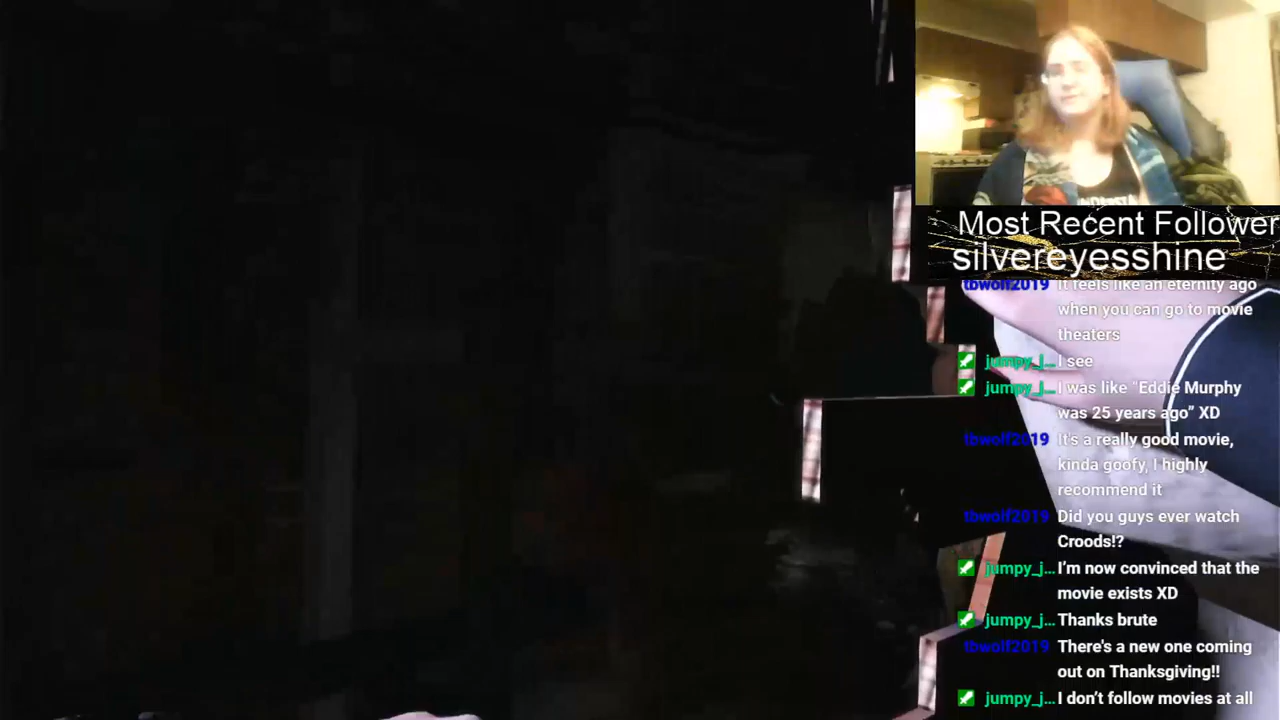 Most Recent Follower
silvereyesshine
tbwolf2019 It feels like an eternity ago
when you can go to movie
theaters
jumpy_j... I see
jumpy_j... I was like "Eddie Murphy
was 25 years ago" XD
tbwolf2019 It's a really good movie,
kinda goofy, I highly
recommend it
tbwolf2019 Did you guys ever watch
Croods!?
jumpy_j... I'm now convinced that the
movie exists XD
jumpy_j... Thanks brute
tbwolf2019 There's a new one coming
out on Thanksgiving!!
jumpy_j... I don't follow movies at all